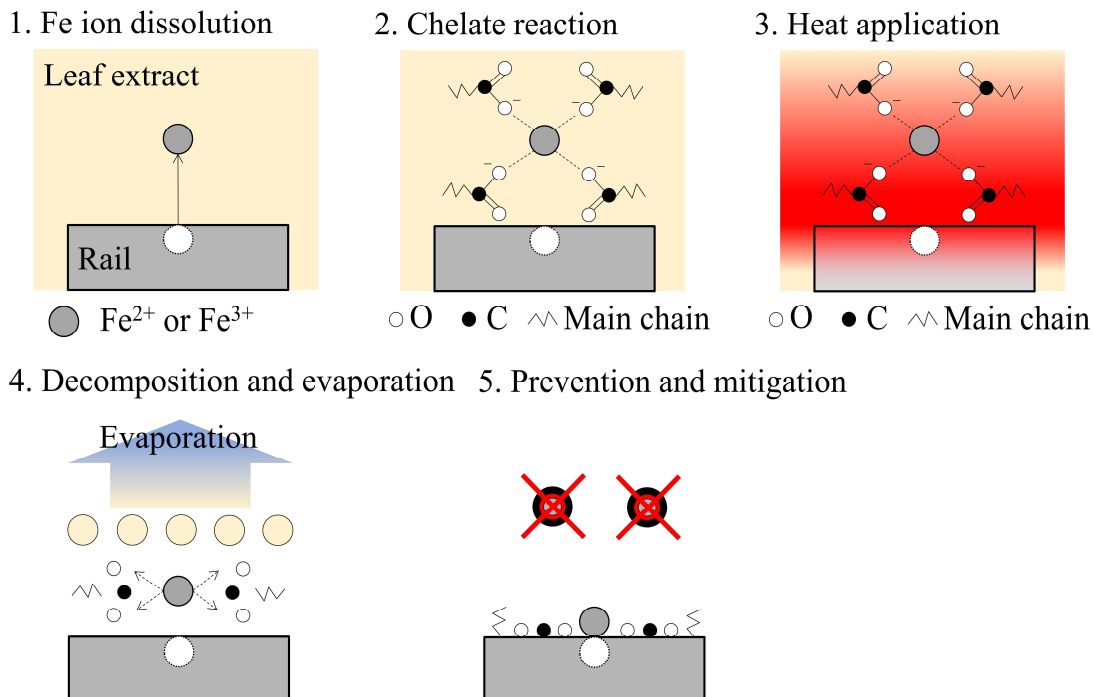 1. Fe ion dissolution
2. Chelate reaction
3. Heat application
Leaf extract
Rail
Fe²⁺ or Fe³⁺
O C Main chain
O C Main chain
4. Decomposition and evaporation
5. Prevention and mitigation
Evaporation